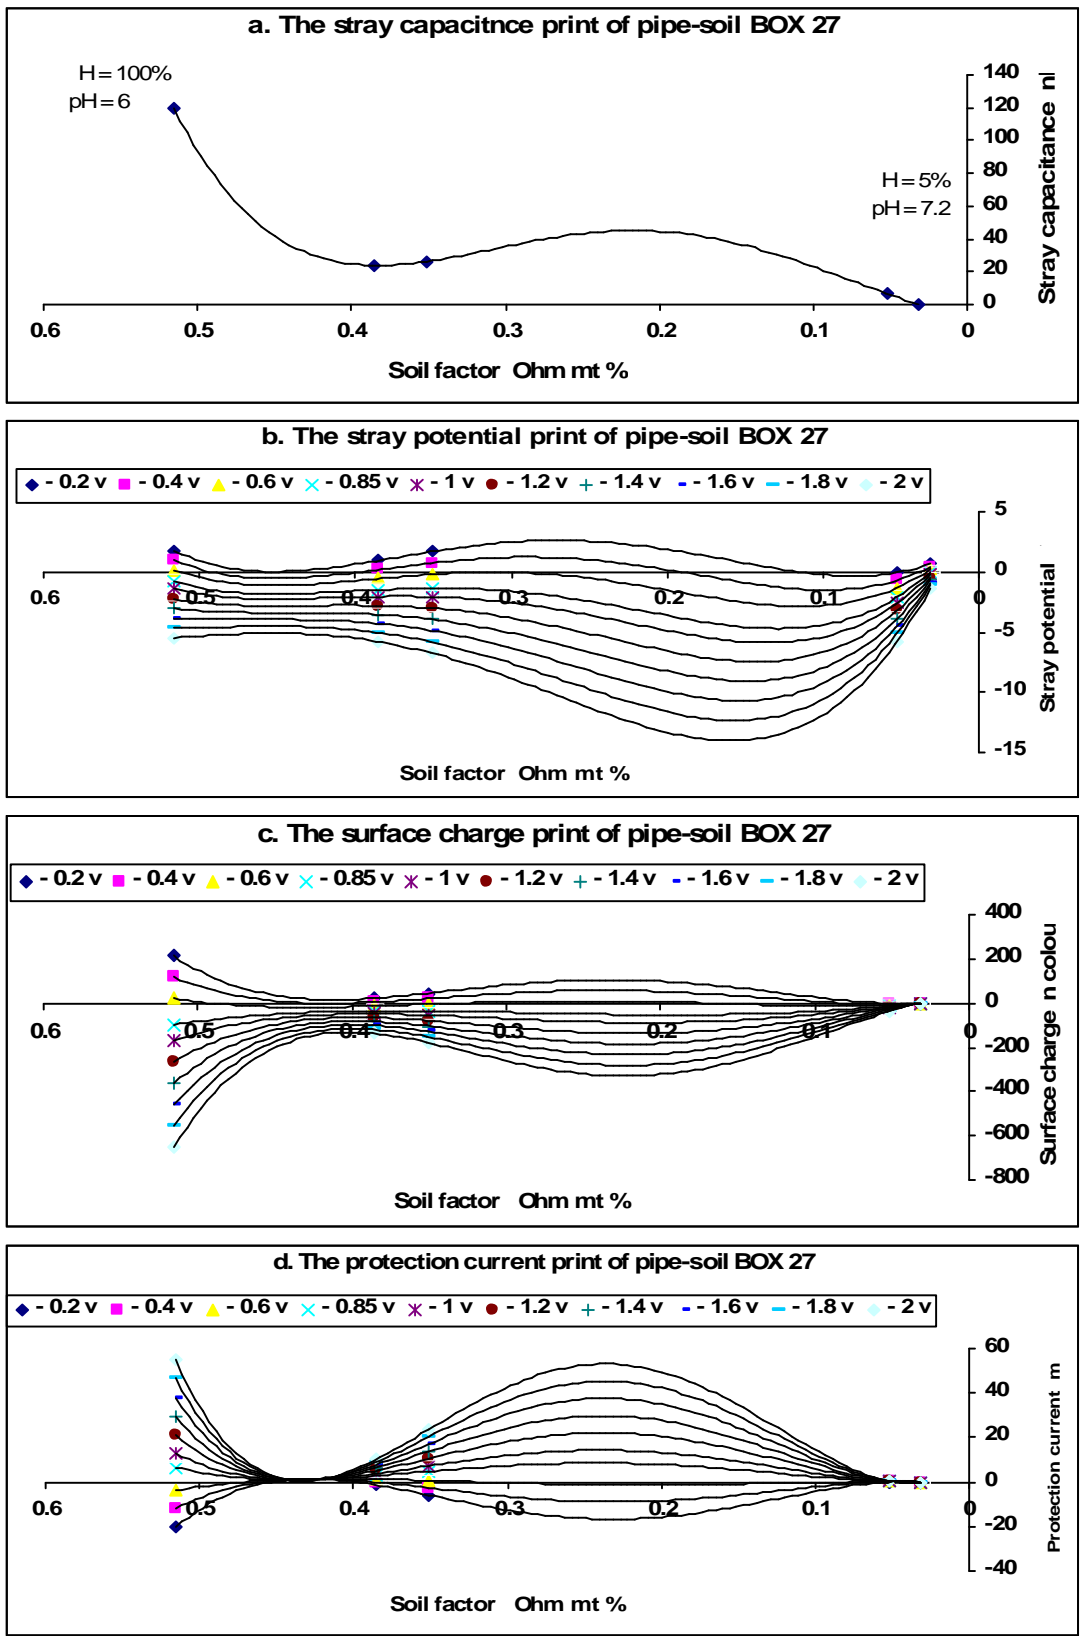 a. The stray capacitnce print of pipe-soil BOX 27
H = 100%
pH = 6
H = 5%
pH = 7.2
140
120
100
80
60
40
20
0
Stray capacitance nl
0.6 0.5 0.4 0.3 0.2 0.1 0
Soil factor Ohm mt %
b. The stray potential print of pipe-soil BOX 27
- 0.2 v - 0.4 v - 0.6 v - 0.85 v - 1 v - 1.2 v - 1.4 v - 1.6 v - 1.8 v - 2 v
5
0
-5
-10
-15
Stray potential
0.6 0.5 0.4 0.3 0.2 0.1 0
Soil factor Ohm mt %
c. The surface charge print of pipe-soil BOX 27
- 0.2 v - 0.4 v - 0.6 v - 0.85 v - 1 v - 1.2 v - 1.4 v - 1.6 v - 1.8 v - 2 v
400
200
0
-200
-400
-600
-800
Surface charge n colou
0.6 0.5 0.4 0.3 0.2 0.1 0
Soil factor Ohm mt %
d. The protection current print of pipe-soil BOX 27
- 0.2 v - 0.4 v - 0.6 v - 0.85 v - 1 v - 1.2 v - 1.4 v - 1.6 v - 1.8 v - 2 v
60
40
20
0
-20
-40
Protection current m
0.6 0.5 0.4 0.3 0.2 0.1 0
Soil factor Ohm mt %